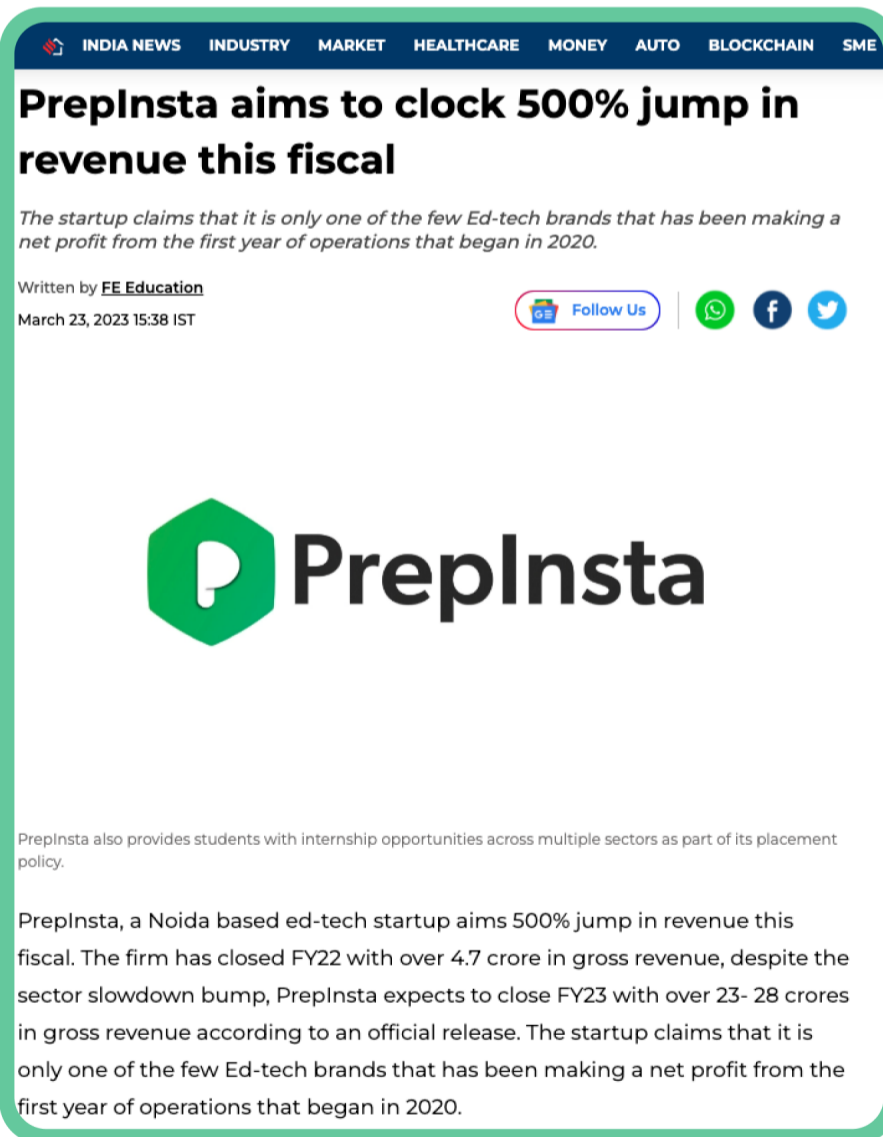 INDIA NEWS INDUSTRY MARKET HEALTHCARE MONEY AUTO BLOCKCHAIN SME
PrepInsta aims to clock 500% jump in
revenue this fiscal
The startup claims that it is only one of the few Ed-tech brands that has been making a
net profit from the first year of operations that began in 2020.
Written by FE Education
March 23, 2023 15:38 IST
GE Follow Us
PrepInsta
PrepInsta also provides students with internship opportunities across multiple sectors as part of its placement
policy.
PrepInsta, a Noida based ed-tech startup aims 500% jump in revenue this
fiscal. The firm has closed FY22 with over 4.7 crore in gross revenue, despite the
sector slowdown bump, PrepInsta expects to close FY23 with over 23- 28 crores
in gross revenue according to an official release. The startup claims that it is
only one of the few Ed-tech brands that has been making a net profit from the
first year of operations that began in 2020.